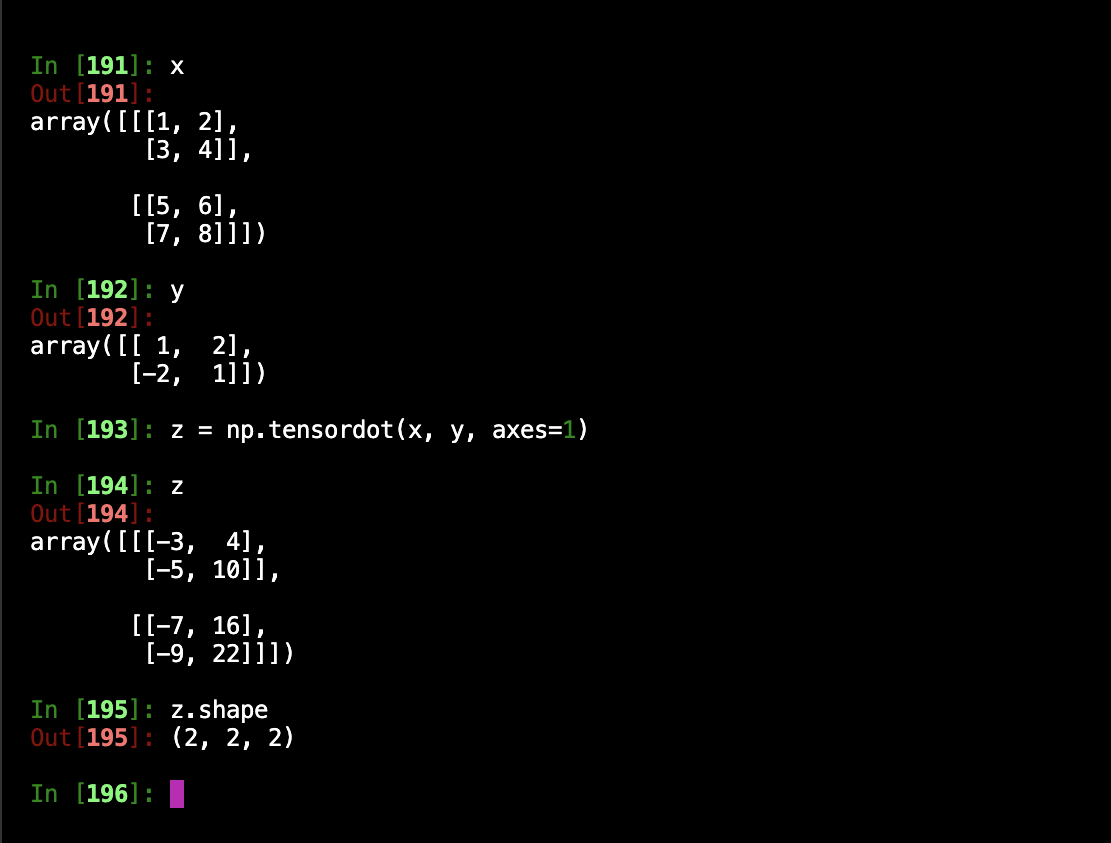 In [191]: x
Out[191]:
array([[[1, 2],
        [3, 4]],
       [[5, 6],
        [7, 8]]])
In [192]: y
Out[192]:
array([[ 1,  2],
       [-2,  1]])
In [193]: z = np.tensordot(x, y, axes=1)
In [194]: z
Out[194]:
array([[[-3,  4],
        [-5, 10]],
       [[-7, 16],
        [-9, 22]]])
In [195]: z.shape
Out[195]: (2, 2, 2)
In [196]: